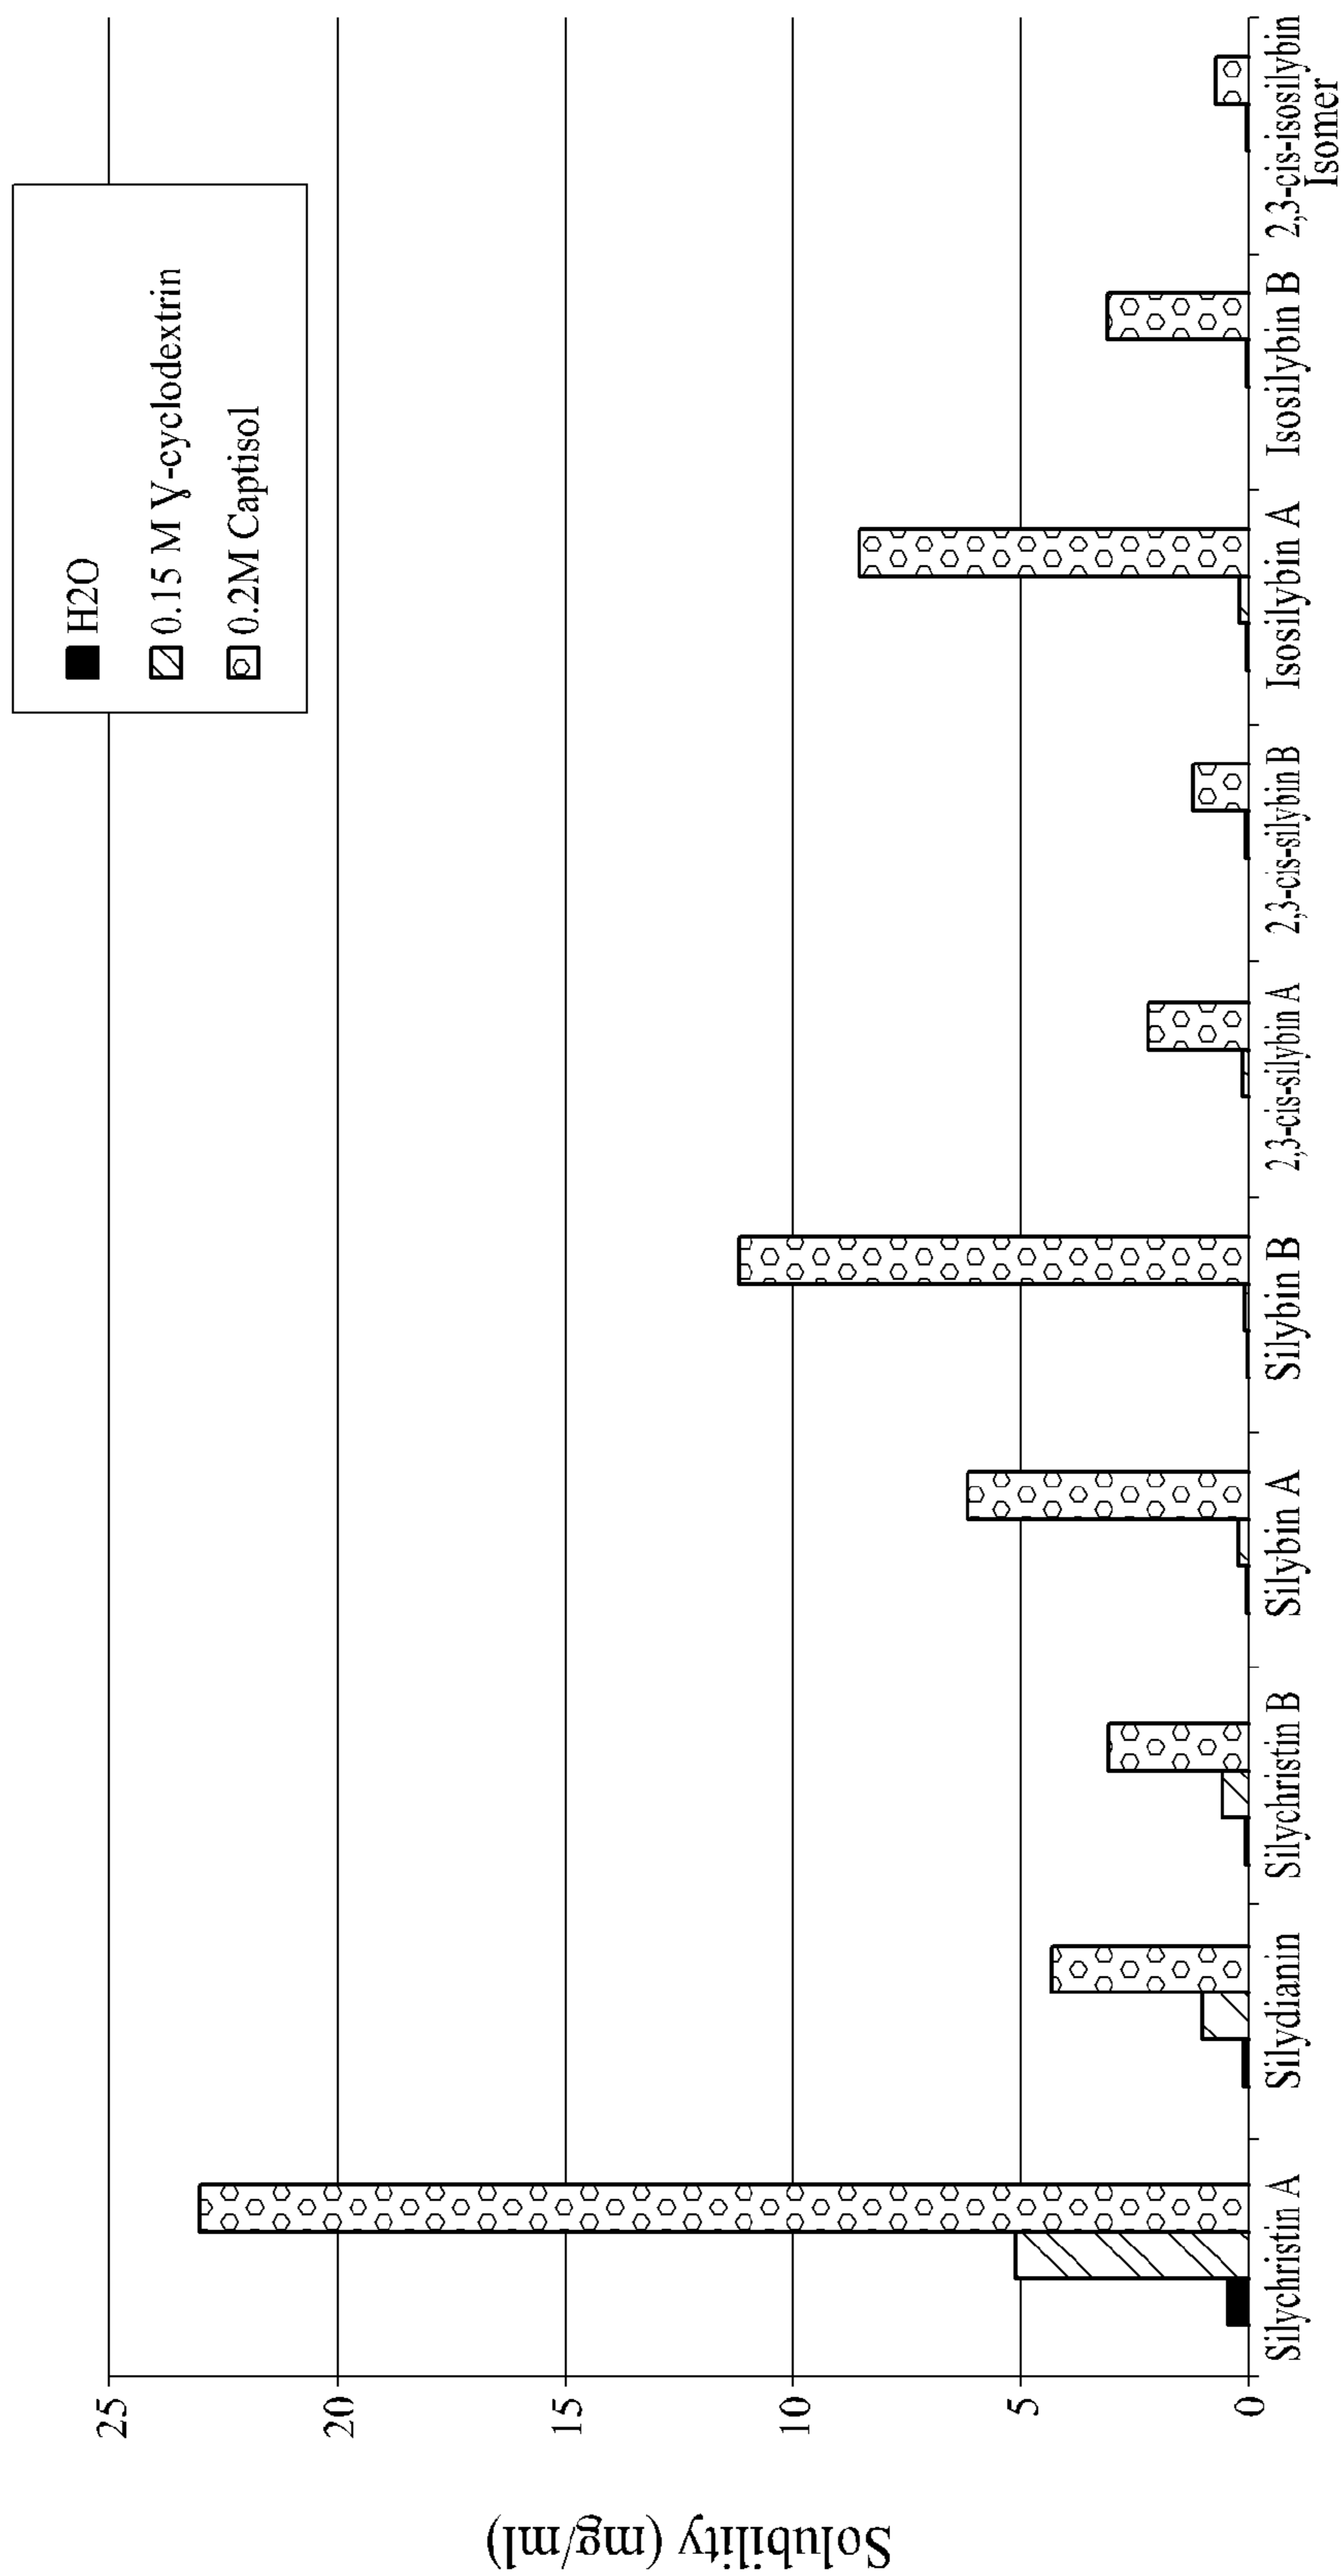 H2O
0.15 M γ-cyclodextrin
0.2M Captisol
Solubility (mg/ml)
25
20
15
10
5
0
Silychristin A
Silydianin
Silychristin B
Silybin A
Silybin B
2,3-cis-silybin A
2,3-cis-silybin B
Isosilybin A
Isosilybin B
2,3-cis-isosilybin
Isomer